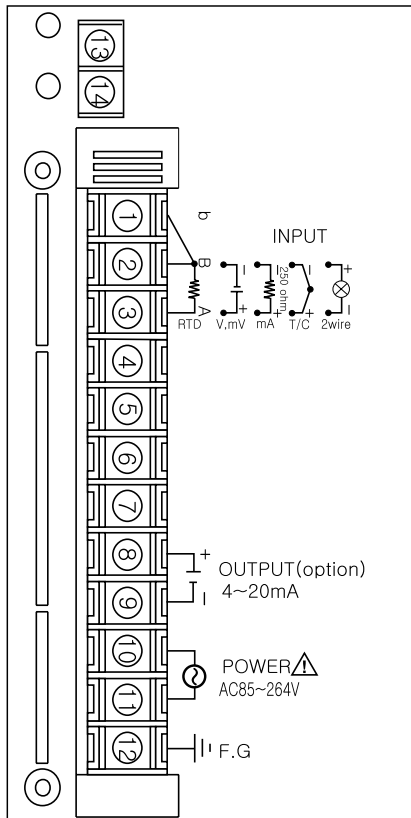 13
14
1
b
INPUT
2
B
− − − +
250 ohm
3
A
+ + + −
RTD V,mV mA T/C 2wire
4
5
6
7
8
+
OUTPUT(option)
4~20mA
9
−
10
POWER
AC85~264V
11
12
F.G